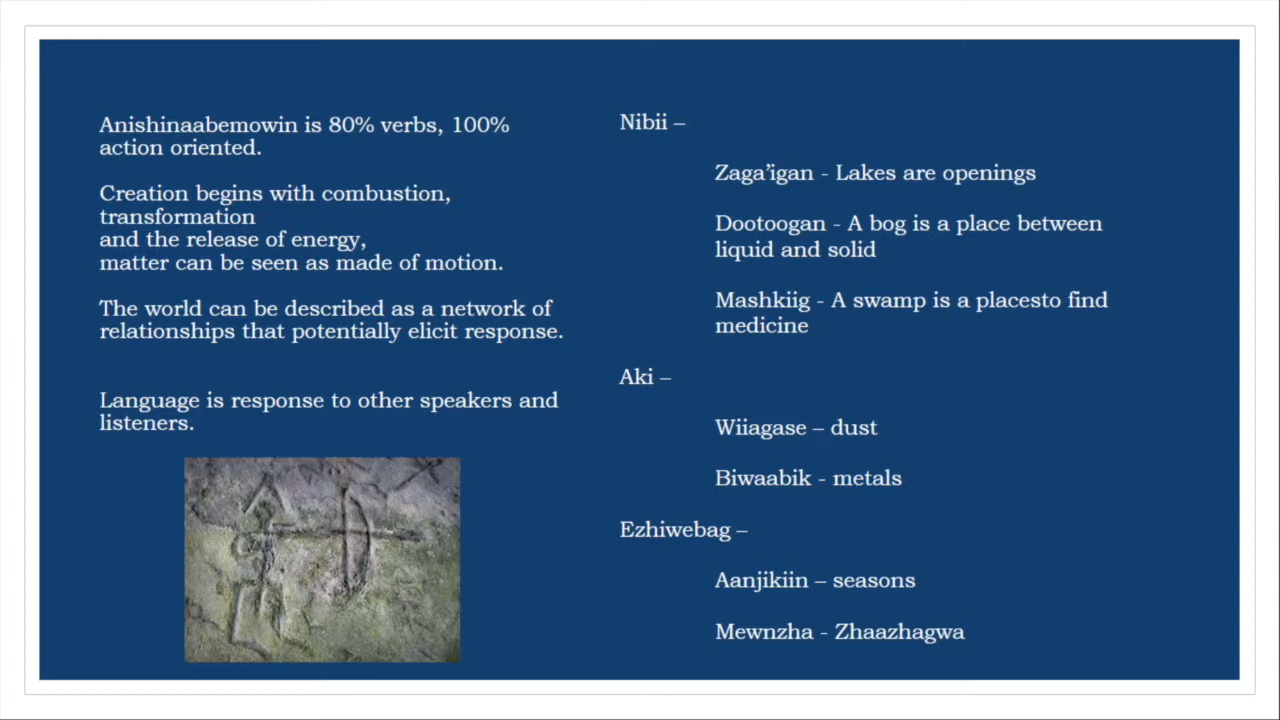 Anishinaabemowin is 80% verbs, 100%
action oriented.
Creation begins with combustion,
transformation
and the release of energy,
matter can be seen as made of motion.
The world can be described as a network of
relationships that potentially elicit response.
Language is response to other speakers and
listeners.
Nibii –
Zaga’igan - Lakes are openings
Dootoogan - A bog is a place between
liquid and solid
Mashkiig - A swamp is a placesto find
medicine
Aki –
Wiiagase – dust
Biwaabik - metals
Ezhiwebag –
Aanjikiin – seasons
Mewnzha - Zhaazhagwa